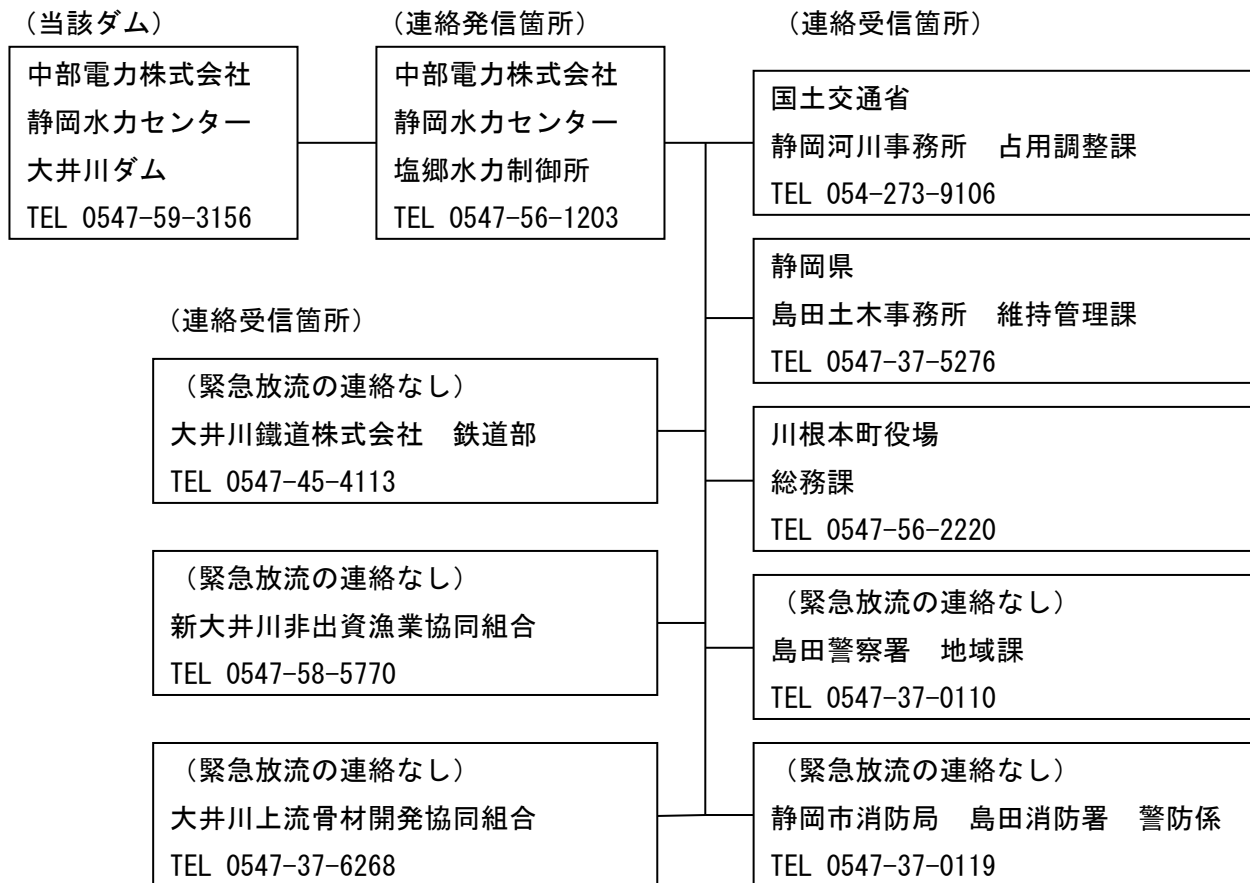 （当該ダム）
中部電力株式会社
静岡水力センター
大井川ダム
TEL 0547-59-3156
（連絡発信箇所）
中部電力株式会社
静岡水力センター
塩郷水力制御所
TEL 0547-56-1203
（連絡受信箇所）
国土交通省
静岡河川事務所　占用調整課
TEL 054-273-9106
静岡県
島田土木事務所　維持管理課
TEL 0547-37-5276
川根本町役場
総務課
TEL 0547-56-2220
（緊急放流の連絡なし）
島田警察署　地域課
TEL 0547-37-0110
（緊急放流の連絡なし）
静岡市消防局　島田消防署　警防係
TEL 0547-37-0119
（連絡受信箇所）
（緊急放流の連絡なし）
大井川鐵道株式会社　鉄道部
TEL 0547-45-4113
（緊急放流の連絡なし）
新大井川非出資漁業協同組合
TEL 0547-58-5770
（緊急放流の連絡なし）
大井川上流骨材開発協同組合
TEL 0547-37-6268